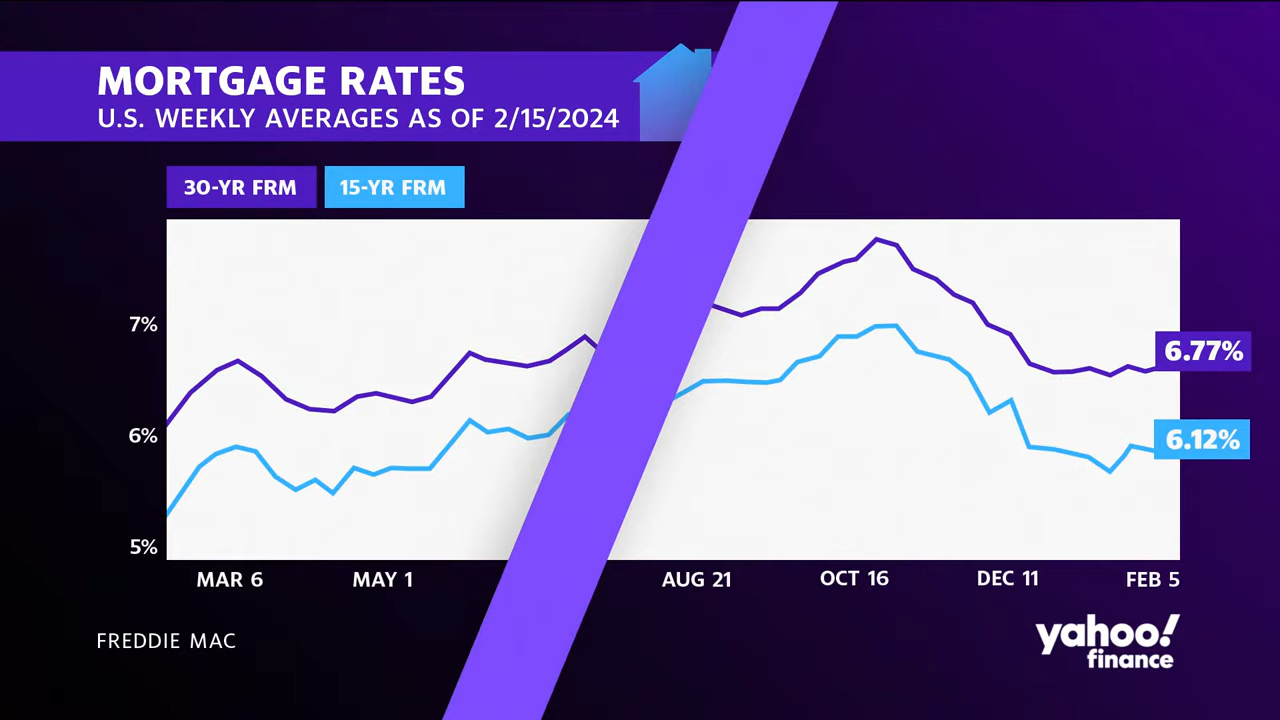 MORTGAGE RATES
U.S. WEEKLY AVERAGES AS OF 2/15/2024
30-YR FRM
15-YR FRM
7%
6%
5%
6.77%
6.12%
MAR 6
MAY 1
AUG 21
OCT 16
DEC 11
FEB 5
FREDDIE MAC
yahoo!
finance